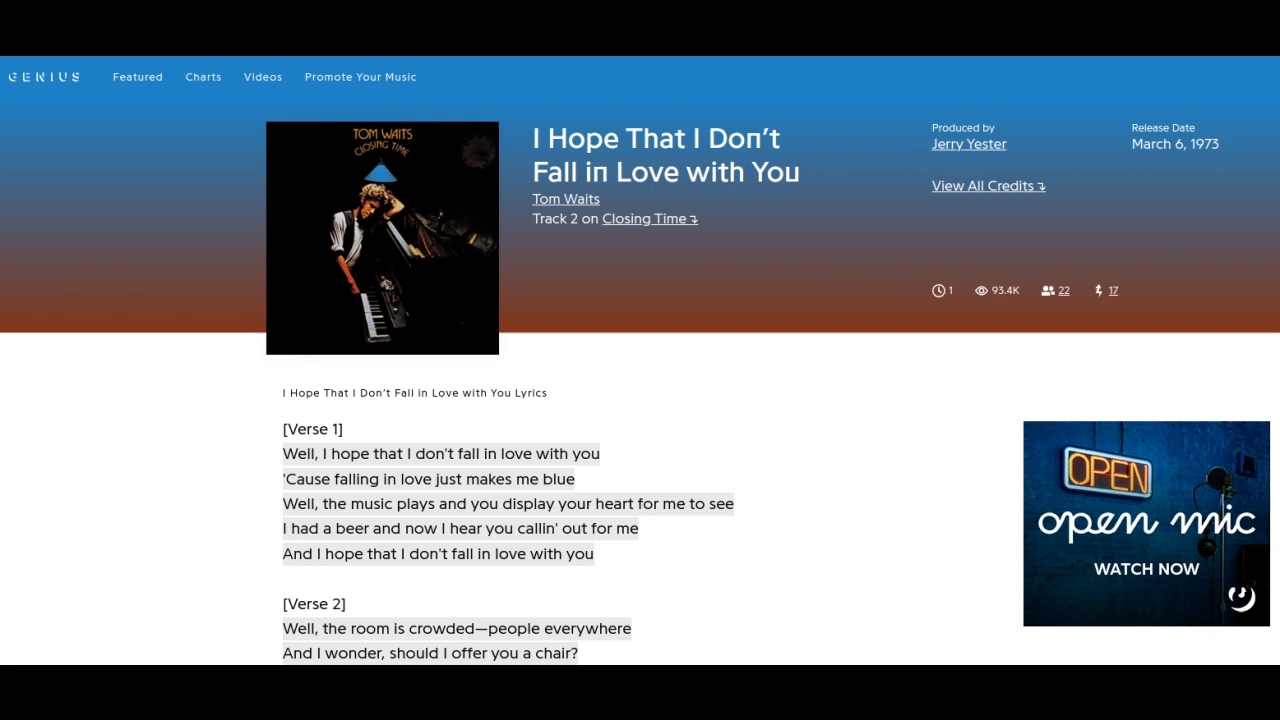 GENIUS Featured Charts Videos Promote Your Music
TOM WAITS
CLOSING TIME
I Hope That I Don't
Fall in Love with You
Tom Waits
Track 2 on Closing Time
Produced by
Jerry Yester
Release Date
March 6, 1973
View All Credits
1 93.4K 22 17
I Hope That I Don't Fall in Love with You Lyrics
[Verse 1]
Well, I hope that I don't fall in love with you
'Cause falling in love just makes me blue
Well, the music plays and you display your heart for me to see
I had a beer and now I hear you callin' out for me
And I hope that I don't fall in love with you
[Verse 2]
Well, the room is crowded—people everywhere
And I wonder, should I offer you a chair?
OPEN
open mic
WATCH NOW